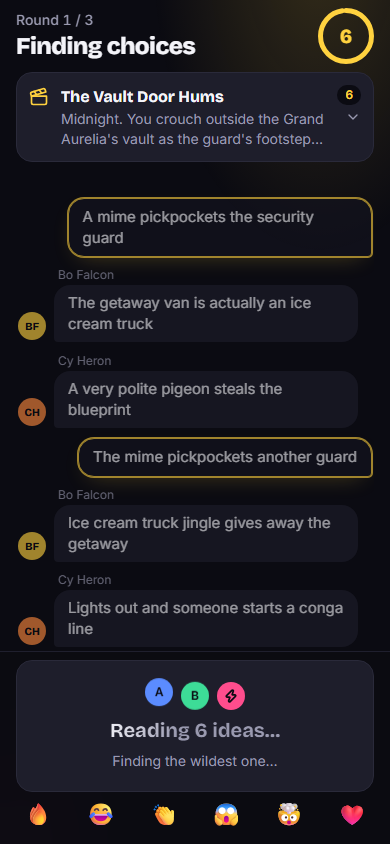 Round 1 / 3
Finding choices
6
The Vault Door Hums
6
Midnight. You crouch outside the Grand
Aurelia's vault as the guard's footstep...
A mime pickpockets the security
guard
Bo Falcon
BF
The getaway van is actually an ice
cream truck
Cy Heron
CH
A very polite pigeon steals the
blueprint
The mime pickpockets another guard
Bo Falcon
BF
Ice cream truck jingle gives away the
getaway
Cy Heron
CH
Lights out and someone starts a conga
line
A
B
Reading 6 ideas...
Finding the wildest one...